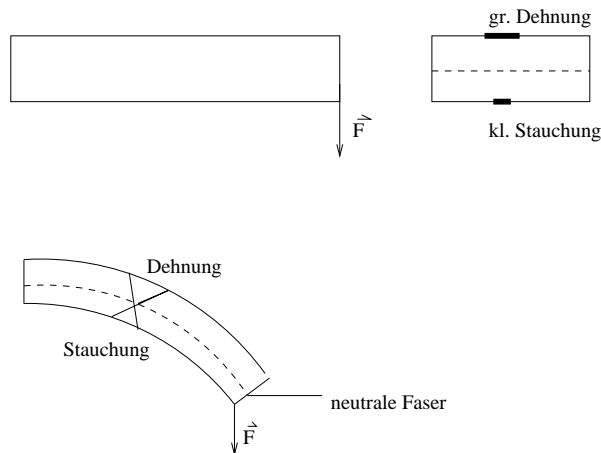 gr. Dehnung
F
kl. Stauchung
Dehnung
Stauchung
neutrale Faser
F